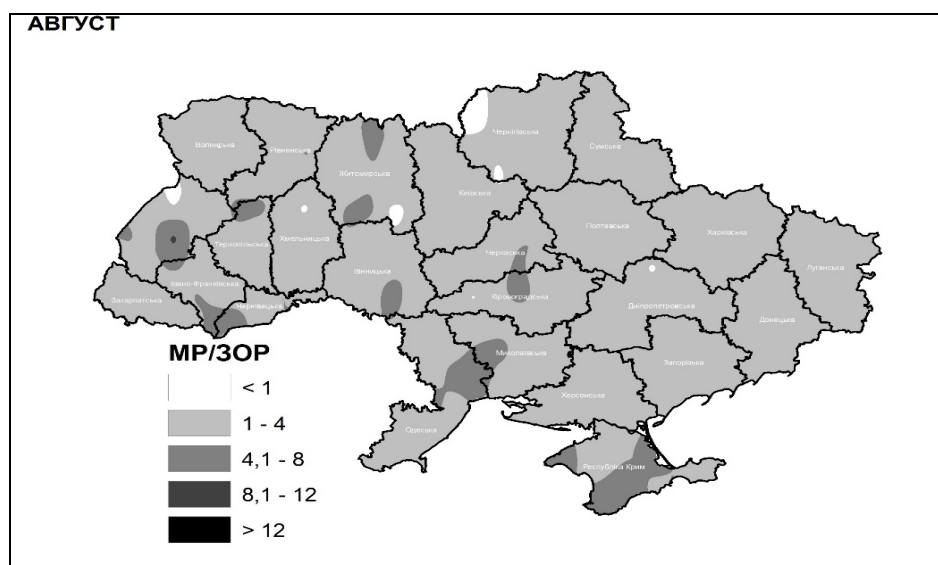 АВГУСТ
Чернігівська
Волинська
Рівненська
Сумська
Житомирська
Київська
Полтавська
Харківська
Тернопільська
Хмельницька
Черкаська
Луганська
Вінницька
Івано-Франківська
Закарпатська
Чернівецька
Кіровоградська
Дніпропетровська
Донецька
Миколаївська
Запорізька
Херсонська
Одеська
Республіка Крим
МР/ЗОР
< 1
1 - 4
4,1 - 8
8,1 - 12
> 12